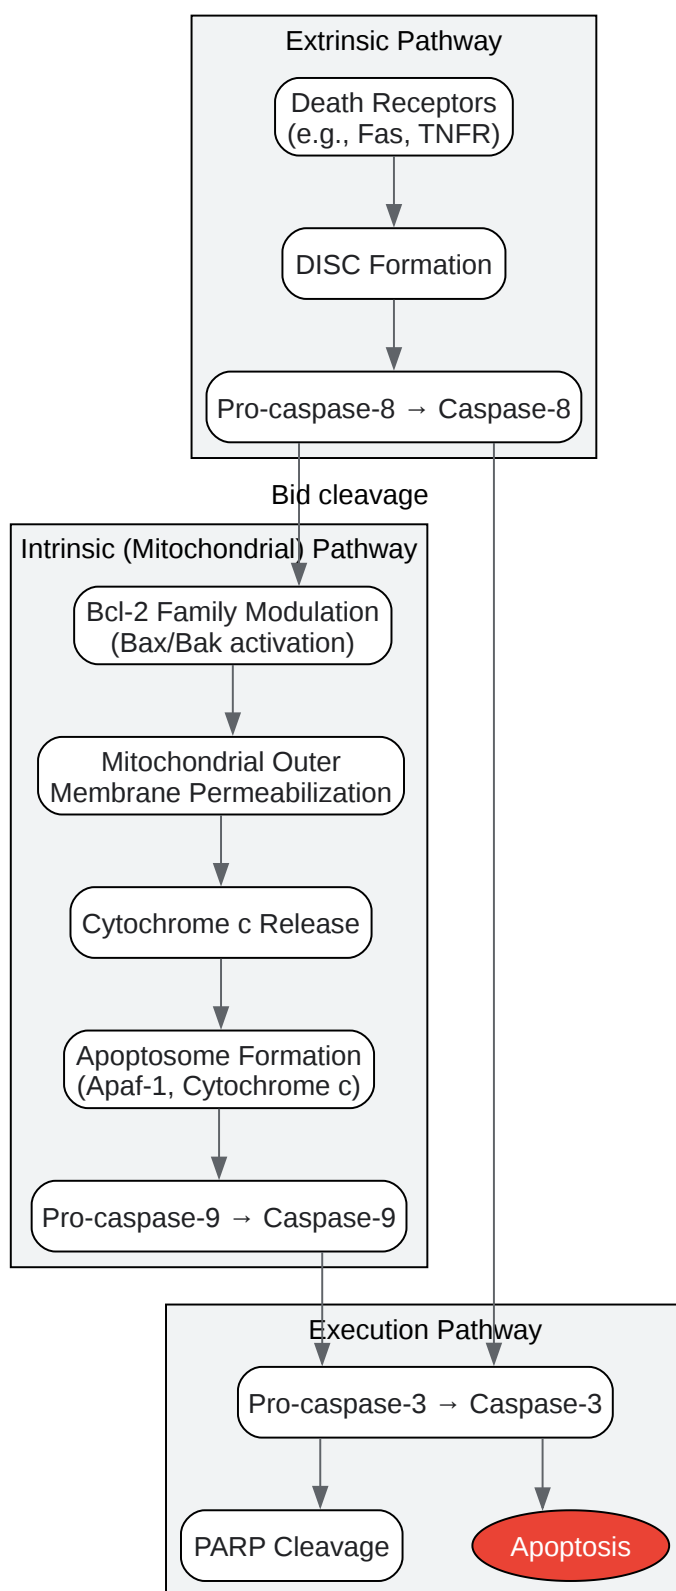 Extrinsic Pathway
Death Receptors
(e.g., Fas, TNFR)
DISC Formation
Pro-caspase-8 → Caspase-8
Bid cleavage
Intrinsic (Mitochondrial) Pathway
Bcl-2 Family Modulation
(Bax/Bak activation)
Mitochondrial Outer
Membrane Permeabilization
Cytochrome c Release
Apoptosome Formation
(Apaf-1, Cytochrome c)
Pro-caspase-9 → Caspase-9
Execution Pathway
Pro-caspase-3 → Caspase-3
PARP Cleavage
Apoptosis